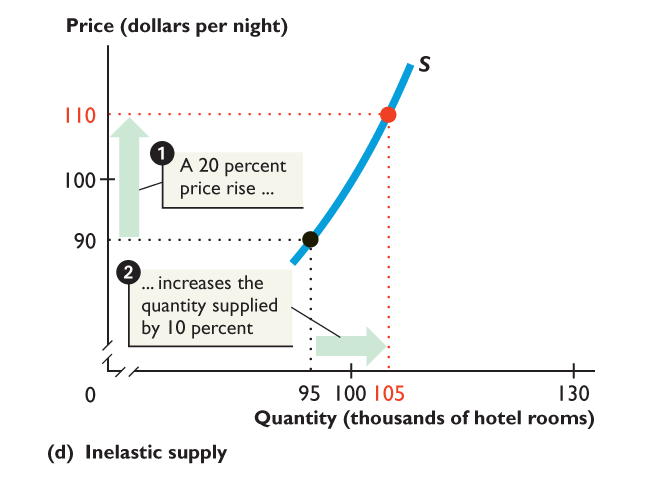 Price (dollars per night)
S
110
1
A 20 percent
price rise ...
100
90
2
... increases the
quantity supplied
by 10 percent
0
95 100 105 130
Quantity (thousands of hotel rooms)
(d) Inelastic supply